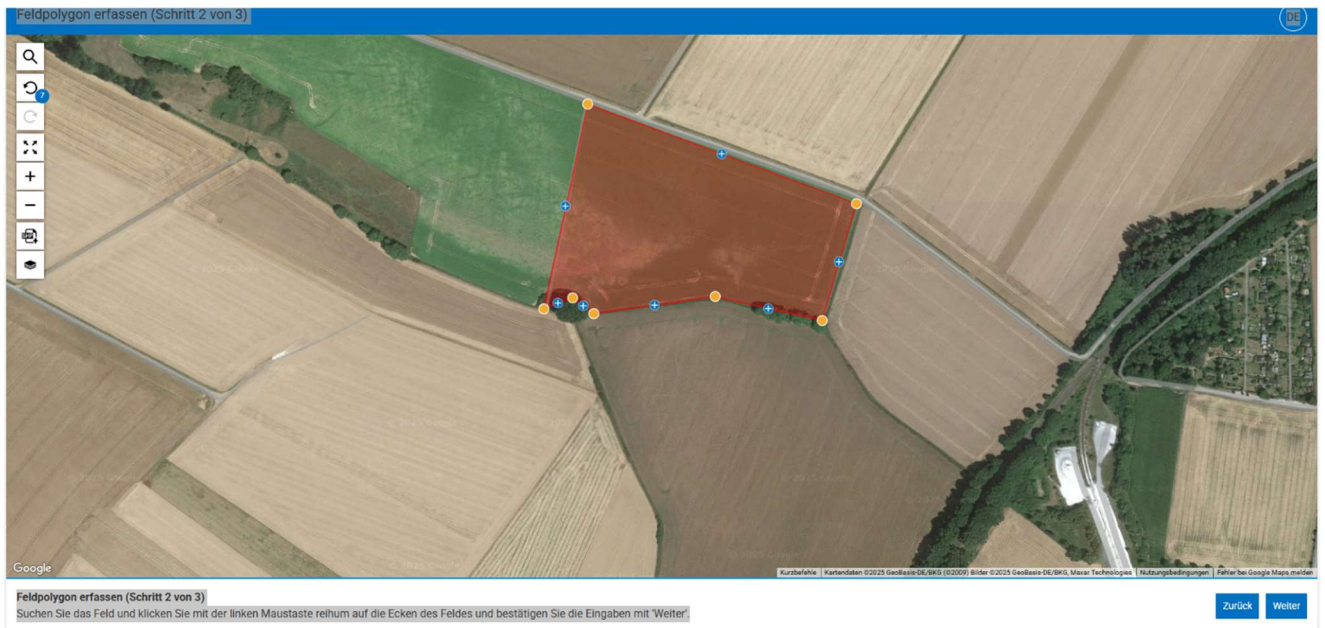 Feldpolygon erfassen (Schritt 2 von 3)
DE
7
Google
Kurzbefehle
Kartendaten ©2025 GeoBasis-DE/BKG (©2009) Bilder ©2025 GeoBasis-DE/BKG, Maxar Technologies
Nutzungsbedingungen
Fehler bei Google Maps melden
Feldpolygon erfassen (Schritt 2 von 3)
Suchen Sie das Feld und klicken Sie mit der linken Maustaste reihum auf die Ecken des Feldes und bestätigen Sie die Eingaben mit 'Weiter'.
Zurück
Weiter